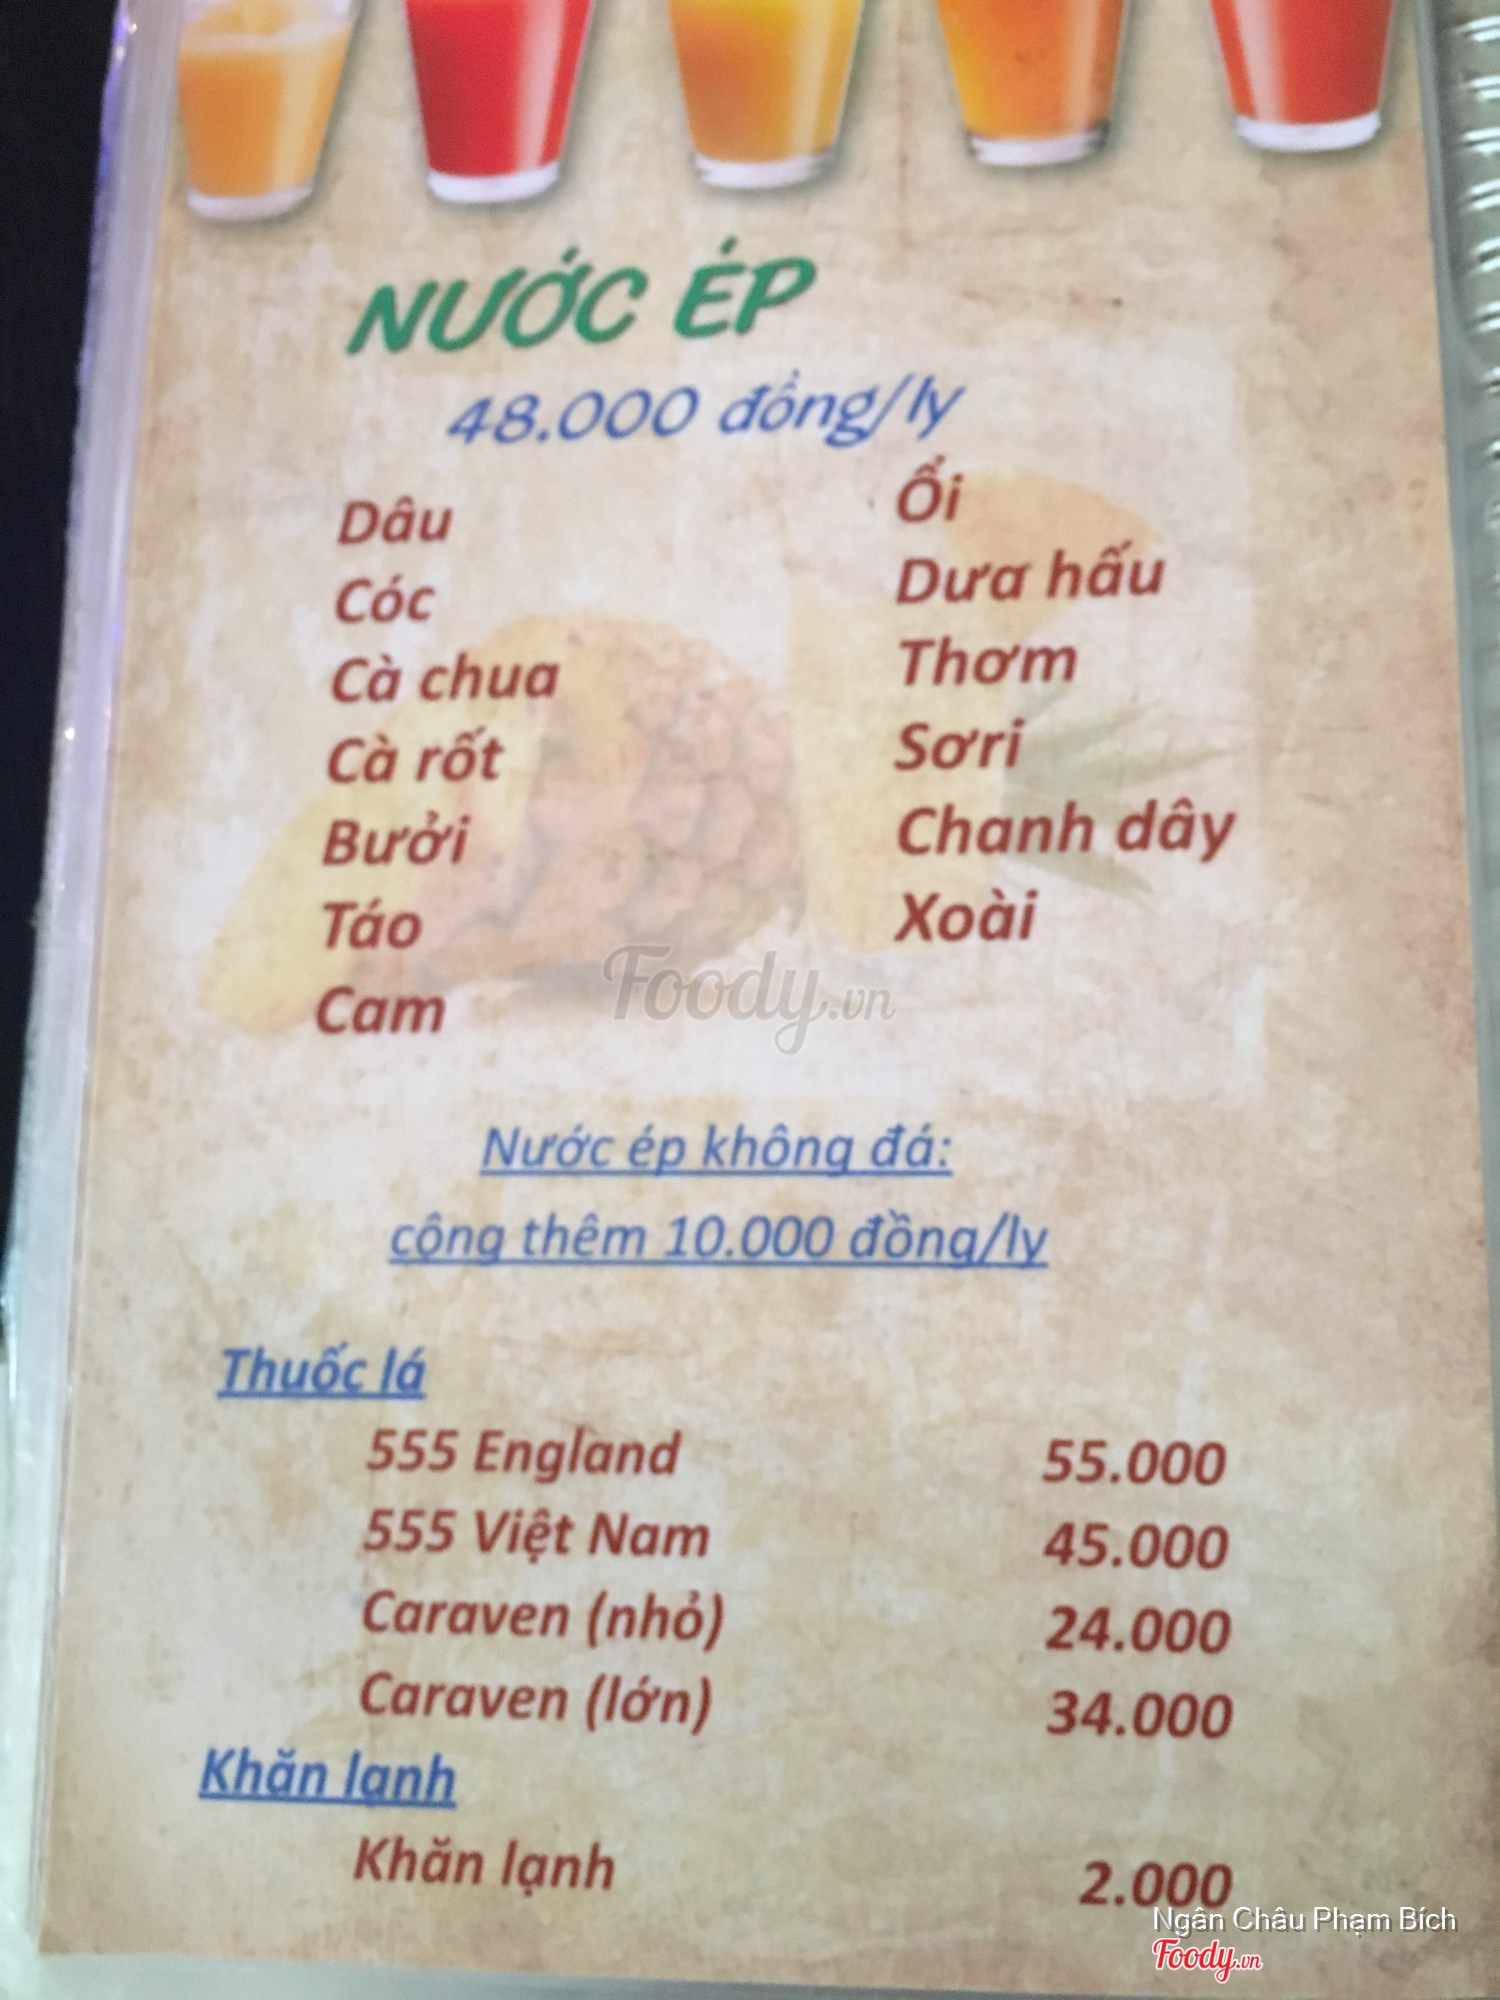 NƯỚC ÉP
48.000 đồng/ly
Dâu
Cóc
Cà chua
Cà rốt
Bưởi
Táo
Cam
Ổi
Dưa hấu
Thơm
Sơri
Chanh dây
Xoài
Foody.vn
Nước ép không đá:
cộng thêm 10.000 đồng/ly
Thuốc lá
555 England 55.000
555 Việt Nam 45.000
Caraven (nhỏ) 24.000
Caraven (lớn) 34.000
Khăn lạnh
Khăn lạnh 2.000
Ngân Châu Phạm Bích
Foody.vn